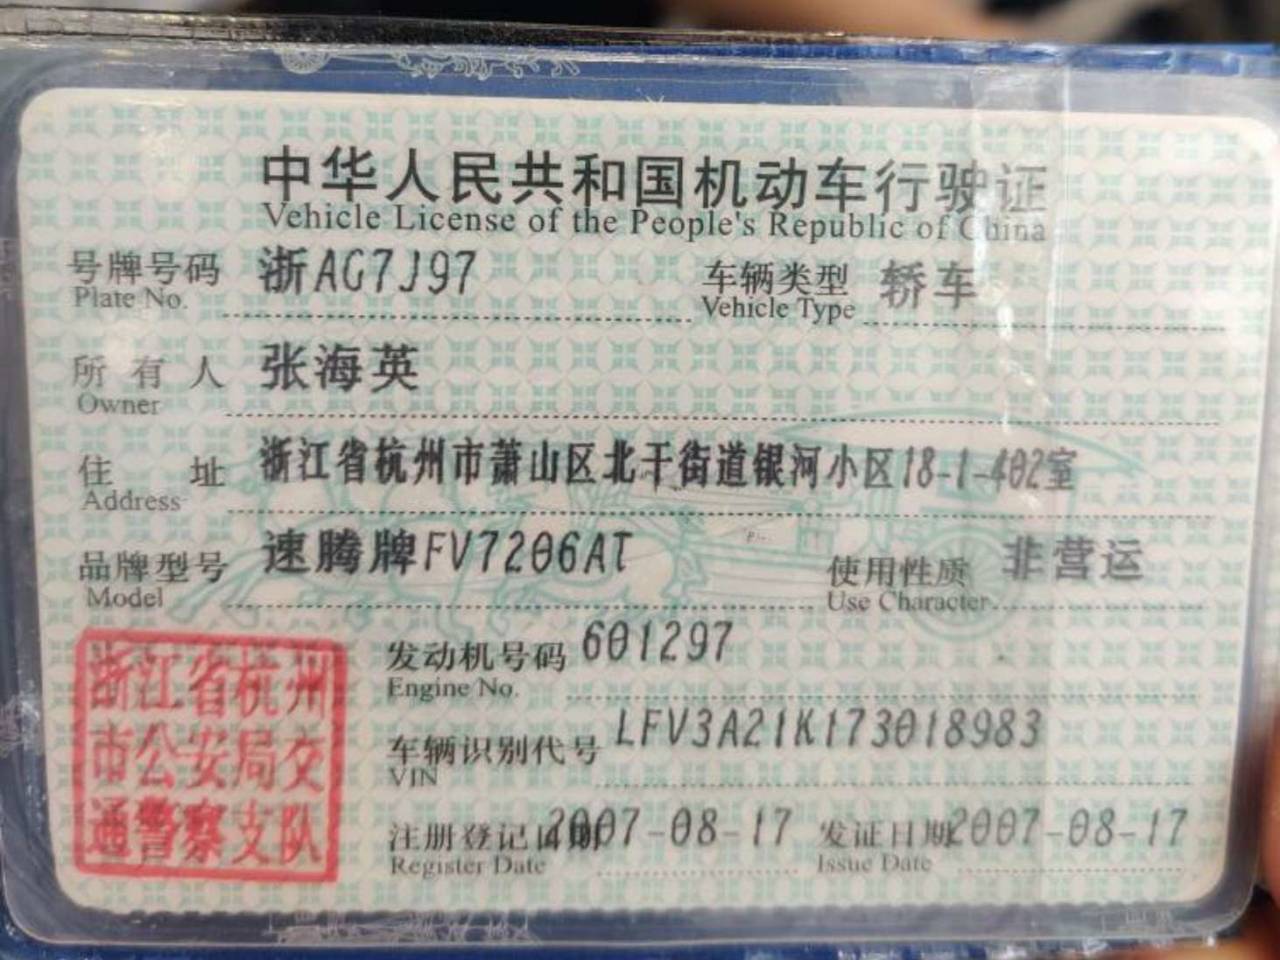 中华人民共和国机动车行驶证
Vehicle License of the People's Republic of China
号牌号码 浙AG7J97 车辆类型 轿车
Plate No. Vehicle Type
所有人 张海英
Owner
住址 浙江省杭州市萧山区北干街道银河小区18-1-402室
Address
品牌型号 速腾牌FV7206AT 使用性质 非营运
Model Use Character
发动机号码 601297
Engine No.
车辆识别代号 LFV3A21K173018983
VIN
注册登记日期 2007-08-17 发证日期 2007-08-17
Register Date Issue Date
浙江省杭州
市公安局交
通警察支队